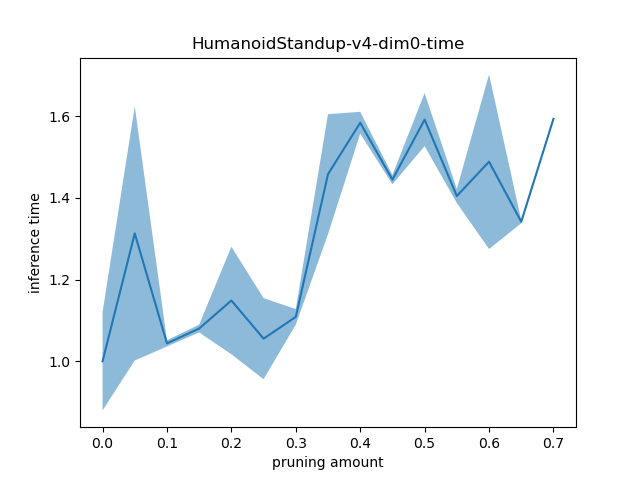 HumanoidStandup-v4-dim0-time
inference time
1.6
1.4
1.2
1.0
0.0 0.1 0.2 0.3 0.4 0.5 0.6 0.7
pruning amount